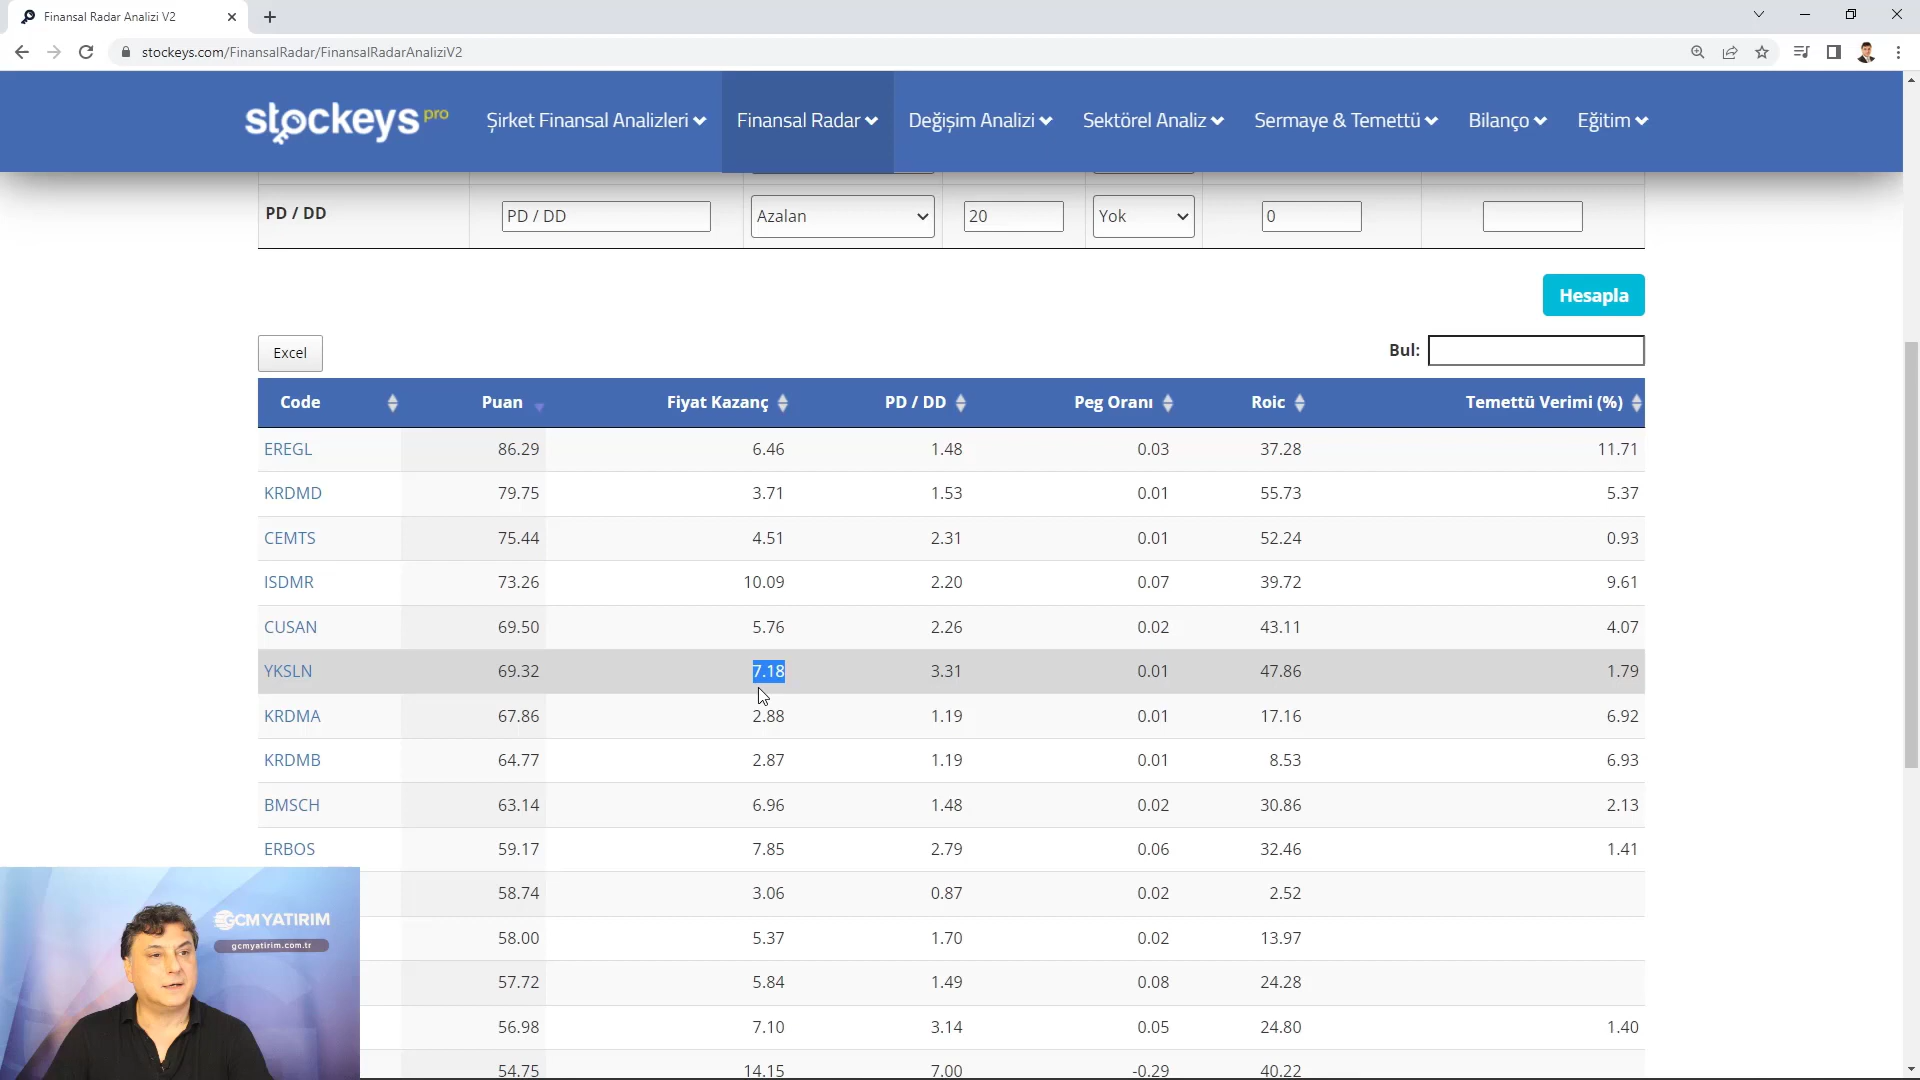 Finansal Radar Analizi V2
stockeys.com/FinansalRadar/FinansalRadarAnaliziV2
stockeys pro
Şirket Finansal Analizleri
Finansal Radar
Değişim Analizi
Sektörel Analiz
Sermaye & Temettü
Bilanço
Eğitim
PD / DD PD / DD Azalan 20 Yok 0
Hesapla
Excel
Bul:
Code Puan Fiyat Kazanç PD / DD Peg Oranı Roic Temettü Verimi (%)
EREGL 86.29 6.46 1.48 0.03 37.28 11.71
KRDMD 79.75 3.71 1.53 0.01 55.73 5.37
CEMTS 75.44 4.51 2.31 0.01 52.24 0.93
ISDMR 73.26 10.09 2.20 0.07 39.72 9.61
CUSAN 69.50 5.76 2.26 0.02 43.11 4.07
YKSLN 69.32 7.18 3.31 0.01 47.86 1.79
KRDMA 67.86 2.88 1.19 0.01 17.16 6.92
KRDMB 64.77 2.87 1.19 0.01 8.53 6.93
BMSCH 63.14 6.96 1.48 0.02 30.86 2.13
ERBOS 59.17 7.85 2.79 0.06 32.46 1.41
58.74 3.06 0.87 0.02 2.52
58.00 5.37 1.70 0.02 13.97
57.72 5.84 1.49 0.08 24.28
56.98 7.10 3.14 0.05 24.80 1.40
54.75 14.15 7.00 -0.29 40.22
GCM YATIRIM
gcmyatirim.com.tr